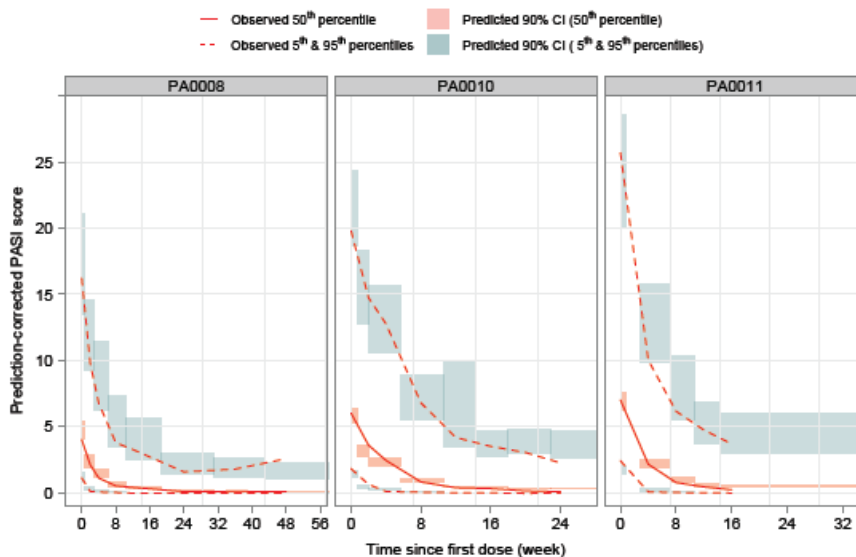 Observed 50th percentile Predicted 90% CI (50th percentile)
Observed 5th & 95th percentiles Predicted 90% CI ( 5th & 95th percentiles)
PA0008 PA0010 PA0011
Prediction-corrected PASI score
25
20
15
10
5
0
0 8 16 24 32 40 48 56 0 8 16 24 0 8 16 24 32
Time since first dose (week)